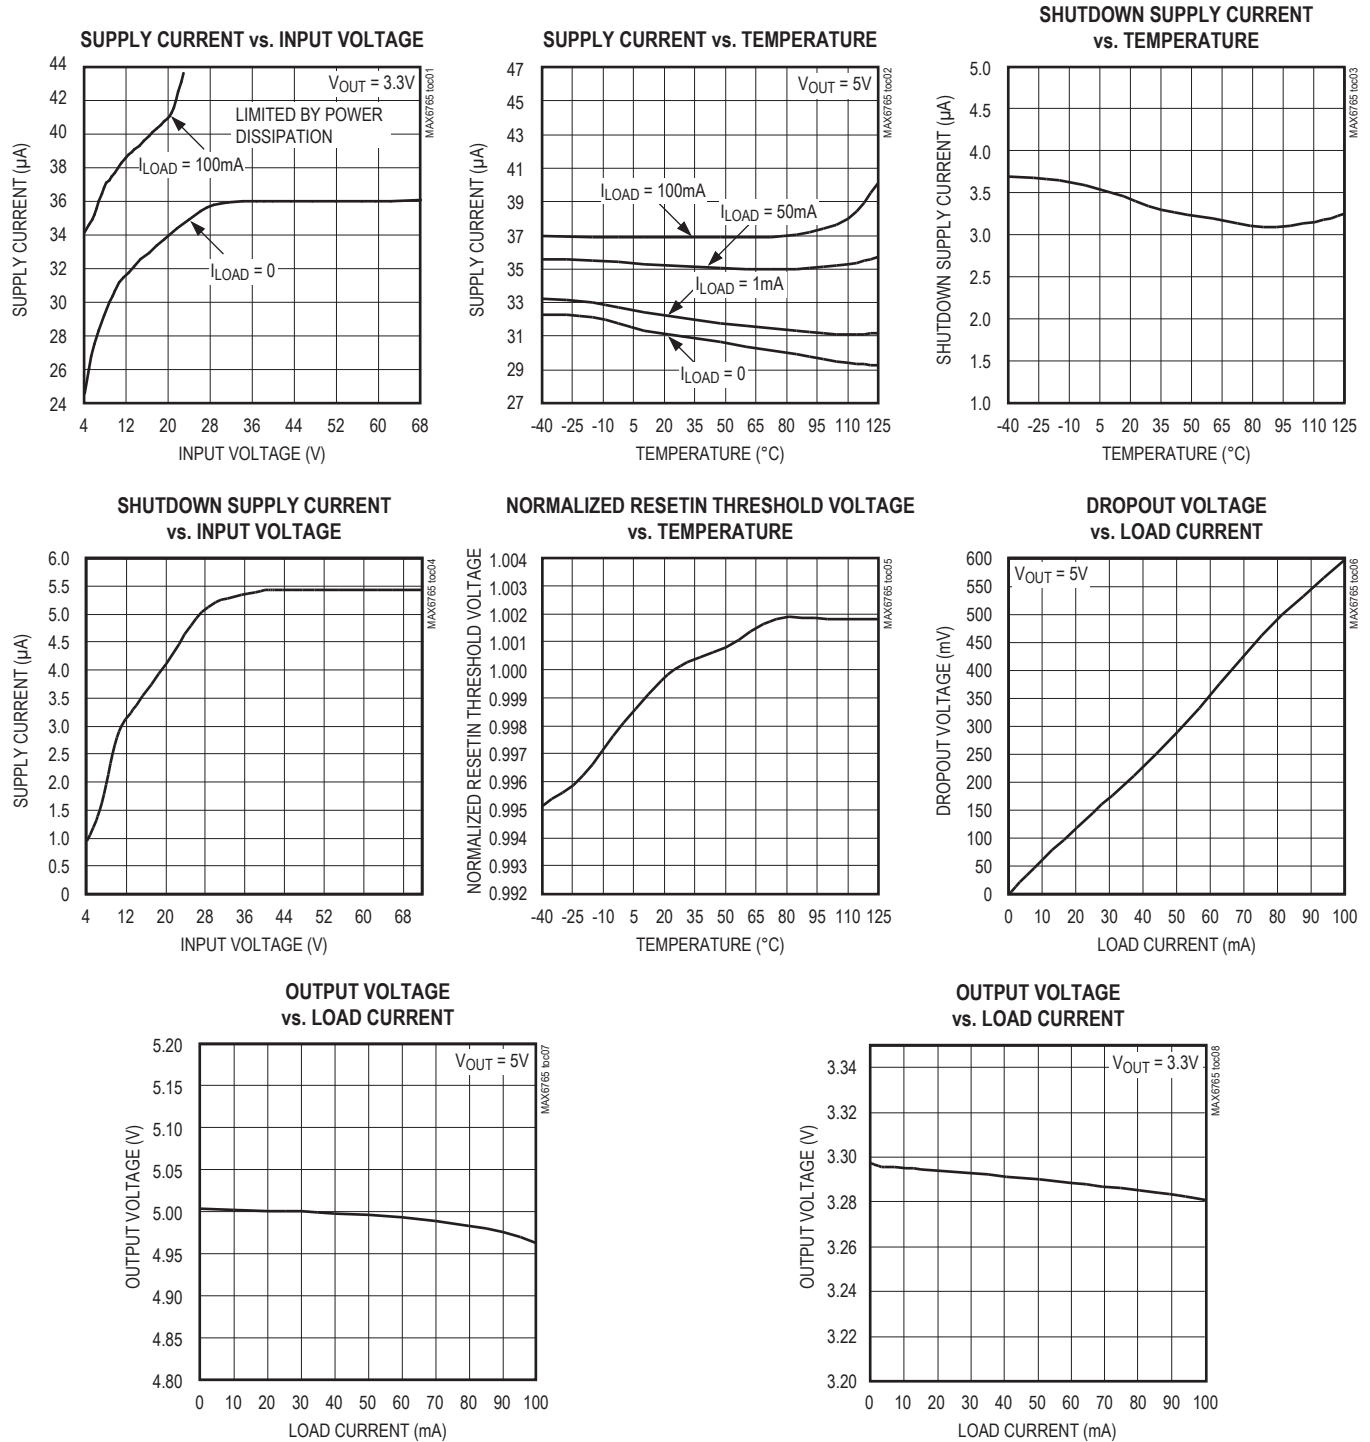 SUPPLY CURRENT vs. INPUT VOLTAGE
44
42
40
38
36
34
32
30
28
26
24
SUPPLY CURRENT (µA)
VOUT = 3.3V
LIMITED BY POWER
DISSIPATION
ILOAD = 100mA
ILOAD = 0
4 12 20 28 36 44 52 60 68
INPUT VOLTAGE (V)
MAX6765 toc01
SUPPLY CURRENT vs. TEMPERATURE
47
45
43
41
39
37
35
33
31
29
27
SUPPLY CURRENT (µA)
VOUT = 5V
ILOAD = 100mA
ILOAD = 50mA
ILOAD = 1mA
ILOAD = 0
-40 -25 -10 5 20 35 50 65 80 95 110 125
TEMPERATURE (°C)
MAX6765 toc02
SHUTDOWN SUPPLY CURRENT
vs. TEMPERATURE
5.0
4.5
4.0
3.5
3.0
2.5
2.0
1.5
1.0
SHUTDOWN SUPPLY CURRENT (µA)
-40 -25 -10 5 20 35 65 50 80 95 110 125
TEMPERATURE (°C)
MAX6765 toc03
SHUTDOWN SUPPLY CURRENT
vs. INPUT VOLTAGE
6.0
5.5
5.0
4.5
4.0
3.5
3.0
2.5
2.0
1.5
1.0
0.5
0
SUPPLY CURRENT (µA)
4 12 20 28 36 44 52 60 68
INPUT VOLTAGE (V)
MAX6765 toc04
NORMALIZED RESETIN THRESHOLD VOLTAGE
vs. TEMPERATURE
1.004
1.003
1.002
1.001
1.000
0.999
0.998
0.997
0.996
0.995
0.994
0.993
0.992
NORMALIZED RESETIN THRESHOLD VOLTAGE
-40 -25 -10 5 20 35 50 65 80 95 110 125
TEMPERATURE (°C)
MAX6765 toc05
DROPOUT VOLTAGE
vs. LOAD CURRENT
600
550
500
450
400
350
300
250
200
150
100
50
0
DROPOUT VOLTAGE (mV)
VOUT = 5V
0 10 20 30 40 50 60 70 80 90 100
LOAD CURRENT (mA)
MAX6765 toc06
OUTPUT VOLTAGE
vs. LOAD CURRENT
5.20
5.15
5.10
5.05
5.00
4.95
4.90
4.85
4.80
OUTPUT VOLTAGE (V)
VOUT = 5V
0 10 20 30 40 50 60 70 80 90 100
LOAD CURRENT (mA)
MAX6765 toc07
OUTPUT VOLTAGE
vs. LOAD CURRENT
3.34
3.32
3.30
3.28
3.26
3.24
3.22
3.20
OUTPUT VOLTAGE (V)
VOUT = 3.3V
0 10 20 30 40 50 60 70 80 90 100
LOAD CURRENT (mA)
MAX6765 toc08